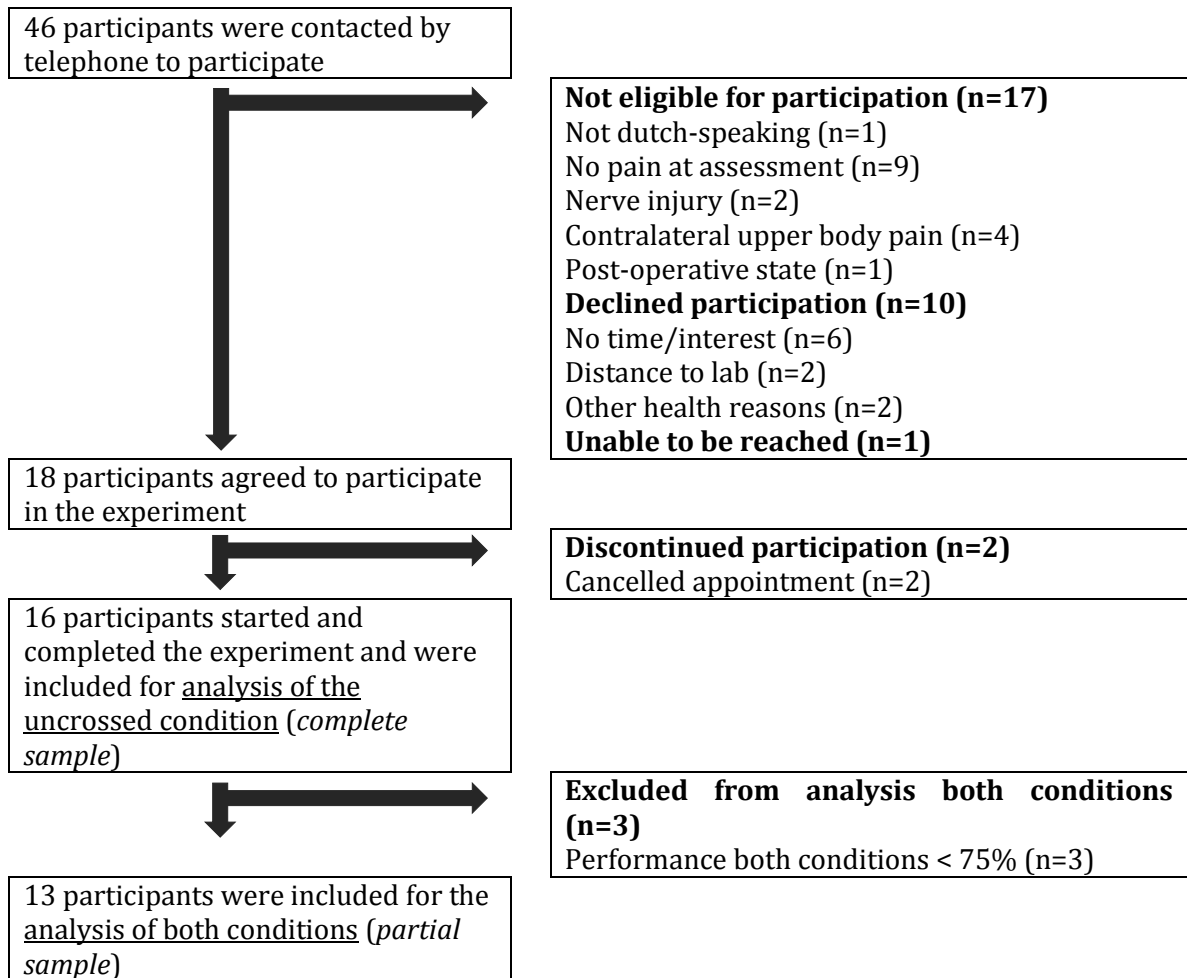 46 participants were contacted by
telephone to participate
Not eligible for participation (n=17)
Not dutch-speaking (n=1)
No pain at assessment (n=9)
Nerve injury (n=2)
Contralateral upper body pain (n=4)
Post-operative state (n=1)
Declined participation (n=10)
No time/interest (n=6)
Distance to lab (n=2)
Other health reasons (n=2)
Unable to be reached (n=1)
18 participants agreed to participate
in the experiment
Discontinued participation (n=2)
Cancelled appointment (n=2)
16 participants started and
completed the experiment and were
included for analysis of the
uncrossed condition (complete
sample)
Excluded from analysis both conditions
(n=3)
Performance both conditions < 75% (n=3)
13 participants were included for the
analysis of both conditions (partial
sample)